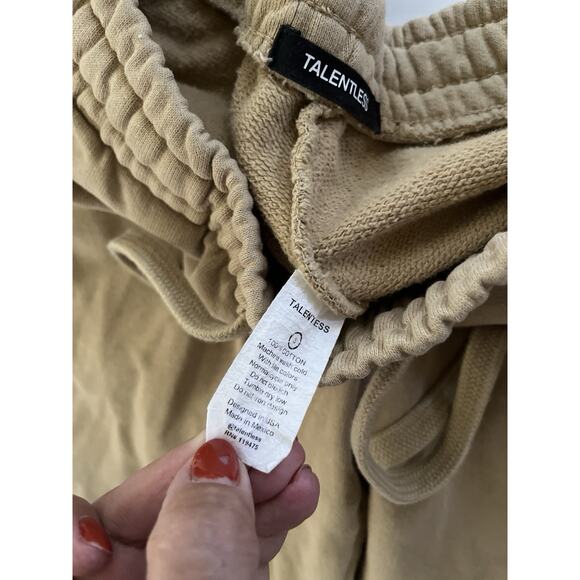 TALENTLESS
TALENTLESS
S
100% COTTON
Machine wash cold
With like colors
Normal cycle only
Do not bleach
Tumble dry low
Do not iron design
Designed in USA
Made in Mexico
@talentless
RN# 119475